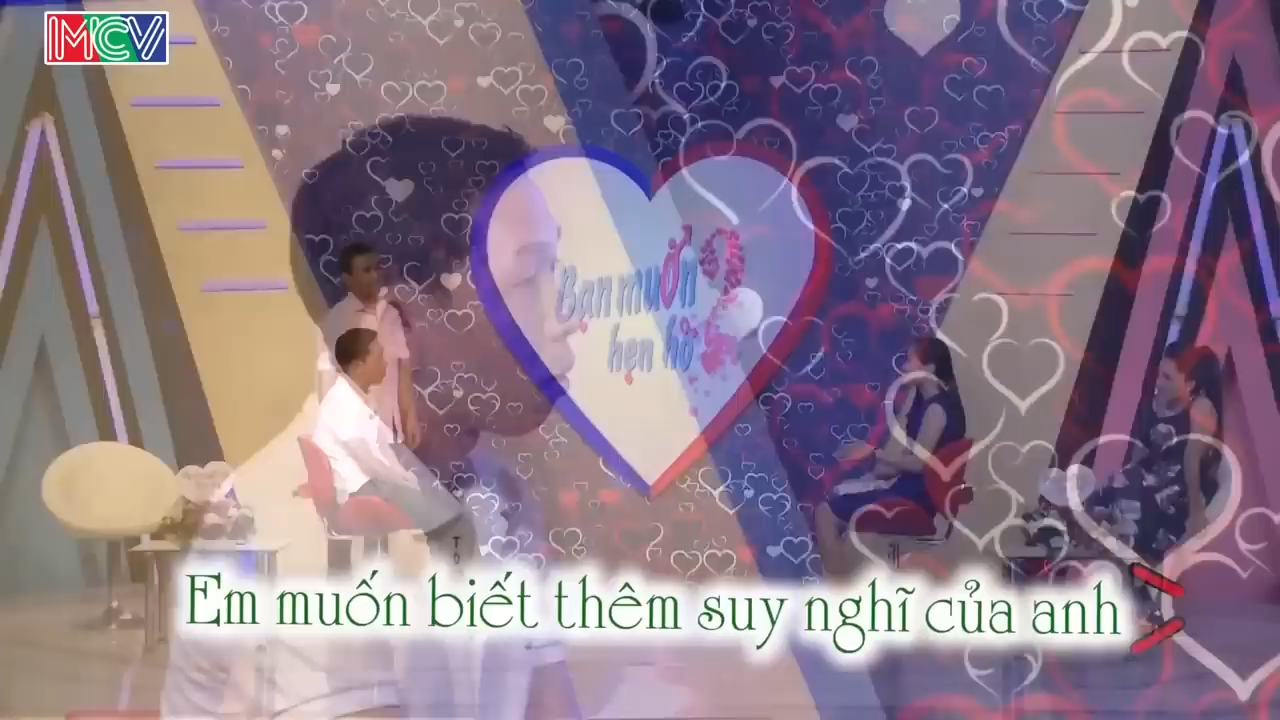 MCV
Bạn muốn
hẹn hò
Em muốn biết thêm suy nghĩ của anh